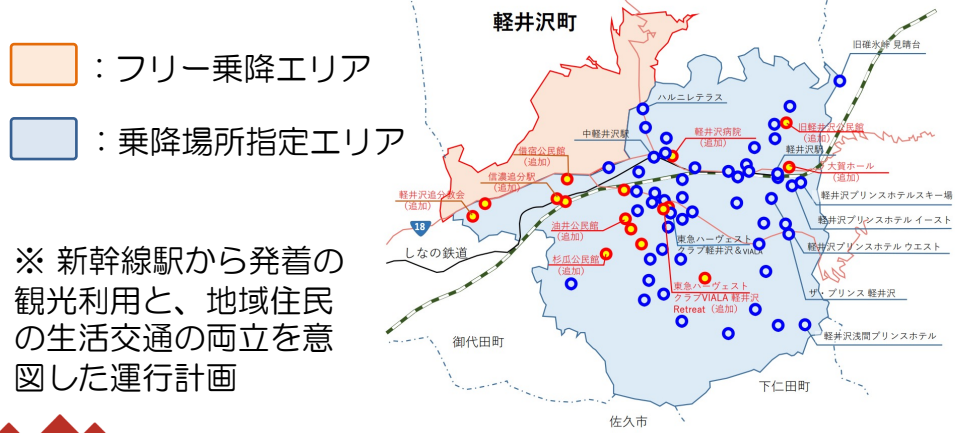 軽井沢町
：フリー乗降エリア
：乗降場所指定エリア
※ 新幹線駅から発着の
観光利用と、地域住民
の生活交通の両立を意
図した運行計画
旧碓氷峠 見晴台
ハルニレテラス
中軽井沢駅
軽井沢病院
（追加）
旧軽井沢公民館
（追加）
軽井沢駅
大賀ホール
（追加）
借宿公民館
（追加）
信濃追分駅
（追加）
軽井沢追分教会
（追加）
18
しなの鉄道
油井公民館
（追加）
杉瓜公民館
（追加）
東急ハーヴェスト
クラブ軽井沢＆VIALA
東急ハーヴェスト
クラブVIALA 軽井沢
Retreat（追加）
軽井沢プリンスホテルスキー場
軽井沢プリンスホテル イースト
軽井沢プリンスホテル ウエスト
ザ・プリンス 軽井沢
軽井沢浅間プリンスホテル
御代田町
下仁田町
佐久市